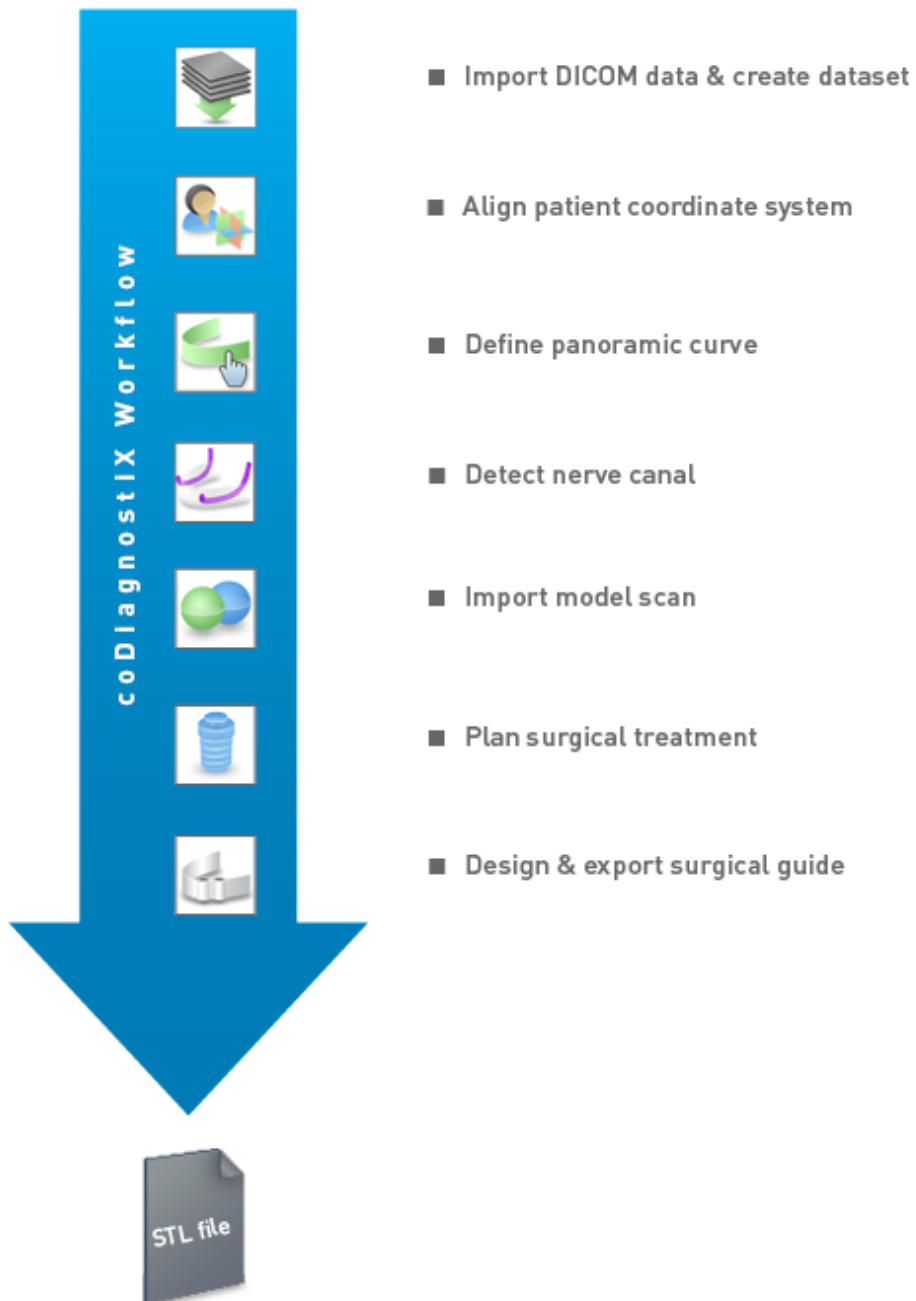 ■ Import DICOM data & create dataset
■ Align patient coordinate system
■ Define panoramic curve
■ Detect nerve canal
■ Import model scan
■ Plan surgical treatment
■ Design & export surgical guide
coDiagnostiX Workflow
STL file